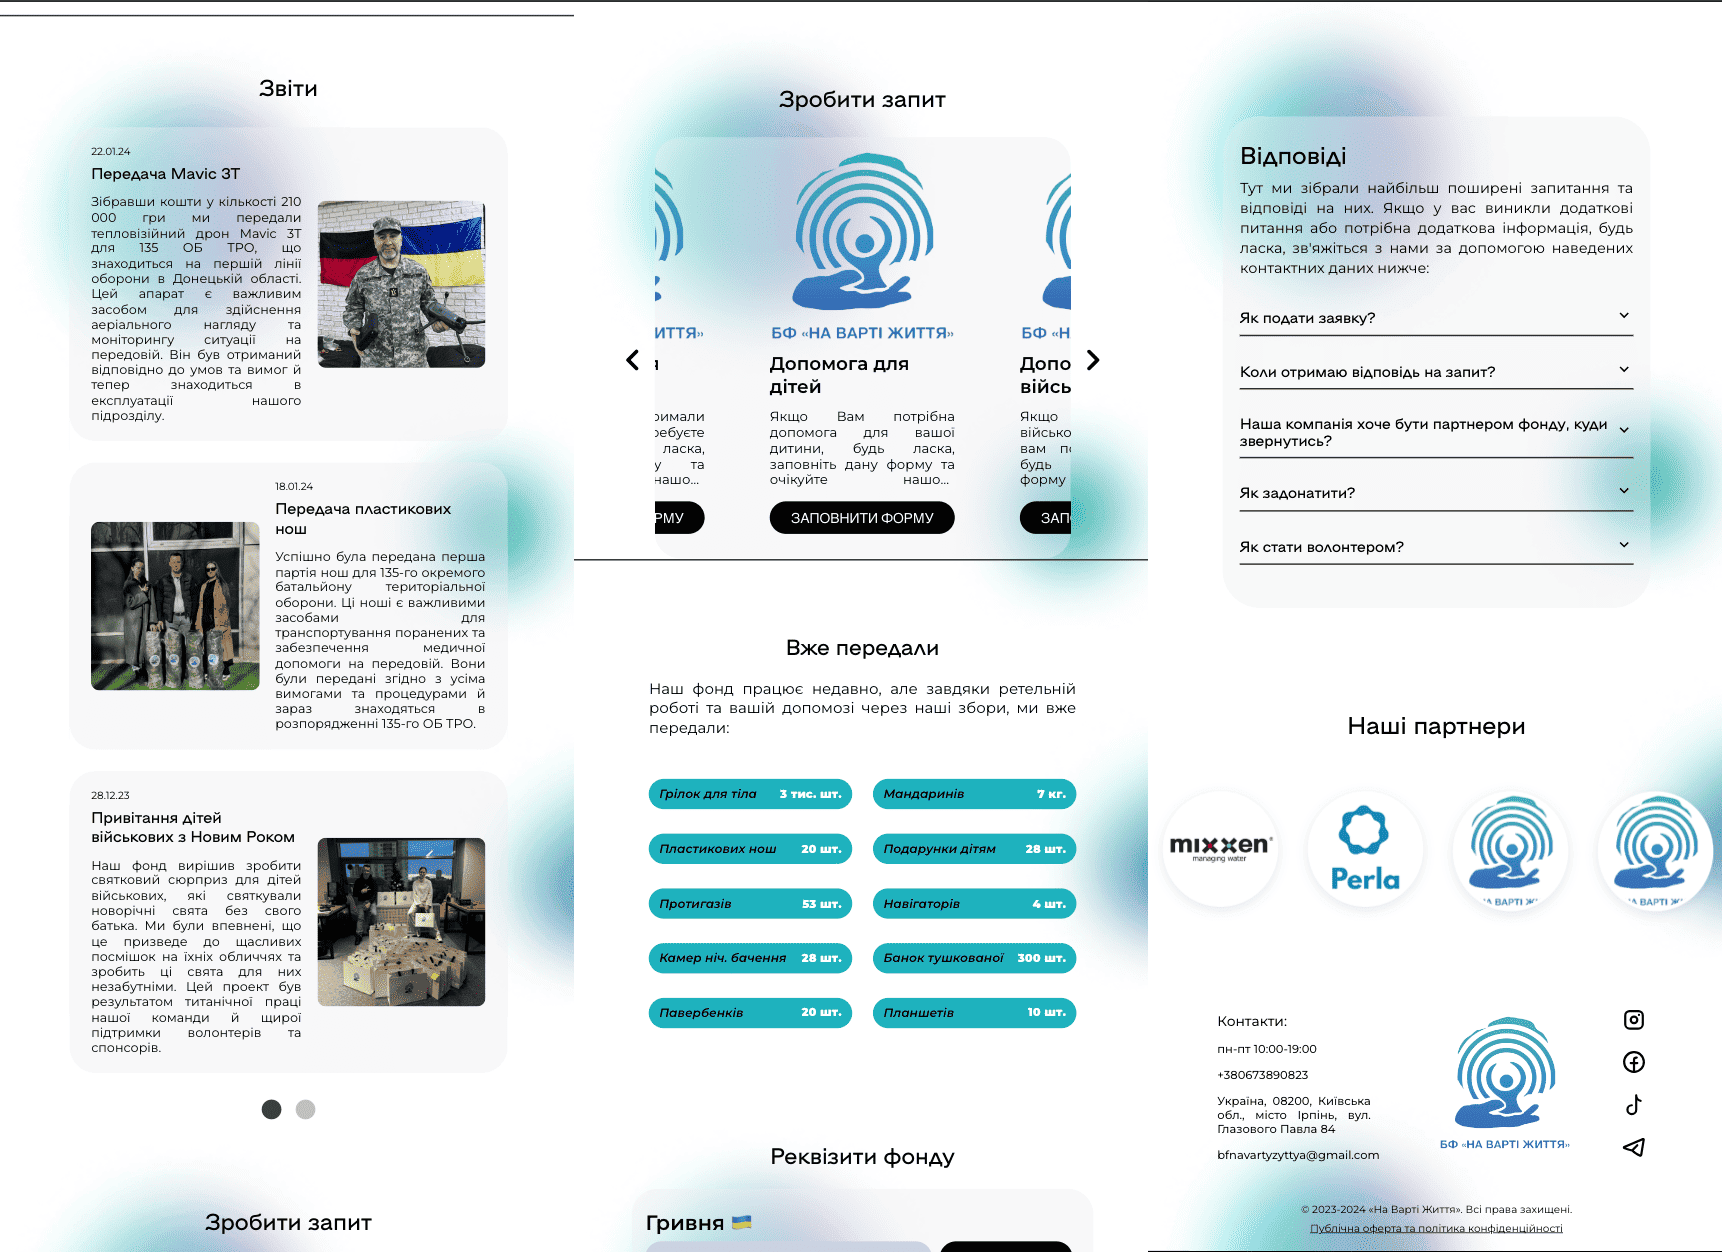 Звіти
22.01.24
Передача Mavic 3T
Зібравши кошти у кількості 210
000 гри ми передали
тепловізійний дрон Mavic 3T
для 135 ОБ ТРО, що
знаходиться на першій лінії
оборони в Донецькій області.
Цей апарат є важливим
засобом для здійснення
аеріального нагляду та
моніторингу ситуації на
передовій. Він був отриманий
відповідно до умов та вимог й
тепер знаходиться в
експлуатації нашого
підрозділу.
18.01.24
Передача пластикових
нош
Успішно була передана перша
партія нош для 135-го окремого
батальйону територіальної
оборони. Ці ноші є важливими
засобами для
транспортування поранених та
забезпечення медичної
допомоги на передовій. Вони
були передані згідно з усіма
вимогами та процедурами й
зараз знаходяться в
розпорядженні 135-го ОБ ТРО.
28.12.23
Привітання дітей
військових з Новим Роком
Наш фонд вирішив зробити
святковий сюрприз для дітей
військових, які святкували
новорічні свята без свого
батька. Ми були впевнені, що
це призведе до щасливих
посмішок на їхніх обличчях та
зробить ці свята для них
незабутніми. Цей проект був
результатом титанічної праці
нашої команди й щирої
підтримки волонтерів та
спонсорів.
Зробити запит
Зробити запит
ИТТЯ»
я
римали
ребуєте
ласка,
у та
нашо...
РМУ
БФ «НА ВАРТІ ЖИТТЯ»
Допомога для
дітей
Якщо Вам потрібна
допомога для вашої
дитини, будь ласка,
заповніть дану форму та
очікуйте нашо...
ЗАПОВНИТИ ФОРМУ
БФ «Н
Допо
війсь
Якщо
військо
вам по
будь
форму
ЗАПО
Вже передали
Наш фонд працює недавно, але завдяки ретельній
роботі та вашій допомозі через наші збори, ми вже
передали:
Грілок для тіла 3 тис. шт.
Мандаринів 7 кг.
Пластикових нош 20 шт.
Подарунки дітям 28 шт.
Протигазів 53 шт.
Навігаторів 4 шт.
Камер ніч. бачення 28 шт.
Банок тушкованої 300 шт.
Павербенків 20 шт.
Планшетів 10 шт.
Реквізити фонду
Гривня
Відповіді
Тут ми зібрали найбільш поширені запитання та
відповіді на них. Якщо у вас виникли додаткові
питання або потрібна додаткова інформація, будь
ласка, зв'яжіться з нами за допомогою наведених
контактних даних нижче:
Як подати заявку?
Коли отримаю відповідь на запит?
Наша компанія хоче бути партнером фонду, куди
звернутись?
Як задонатити?
Як стати волонтером?
Наші партнери
mixxen®
managing water
Perla
ІА ВАРТІ ЖИ
ІА ВАРТІ ЖИ
Контакти:
пн-пт 10:00-19:00
+380673890823
Україна, 08200, Київська
обл., місто Ірпінь, вул.
Глазового Павла 84
bfnavartyzyttya@gmail.com
БФ «НА ВАРТІ ЖИТТЯ»
© 2023-2024 «На Варті Життя». Всі права захищені.
Публічна оферта та політика конфіденційності